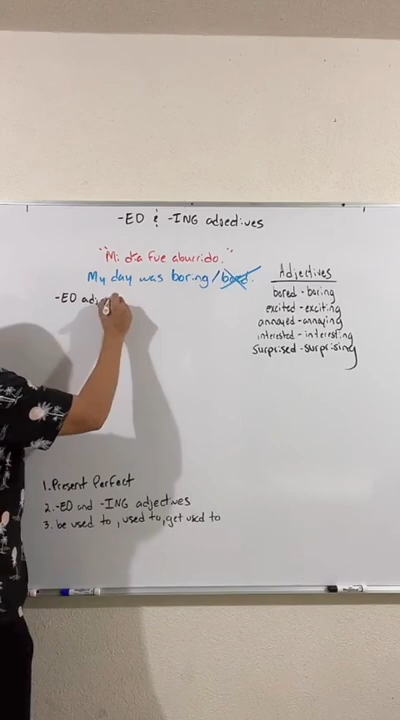 -ED & -ING adjectives
"Mi día fue aburrido."
My day was boring/bored.
-ED adj
Adjectives
bored - boring
excited - exciting
annoyed - annoying
interested - interesting
surprised - surprising
1. Present Perfect
2. -ED and -ING adjectives
3. be used to, used to, get used to